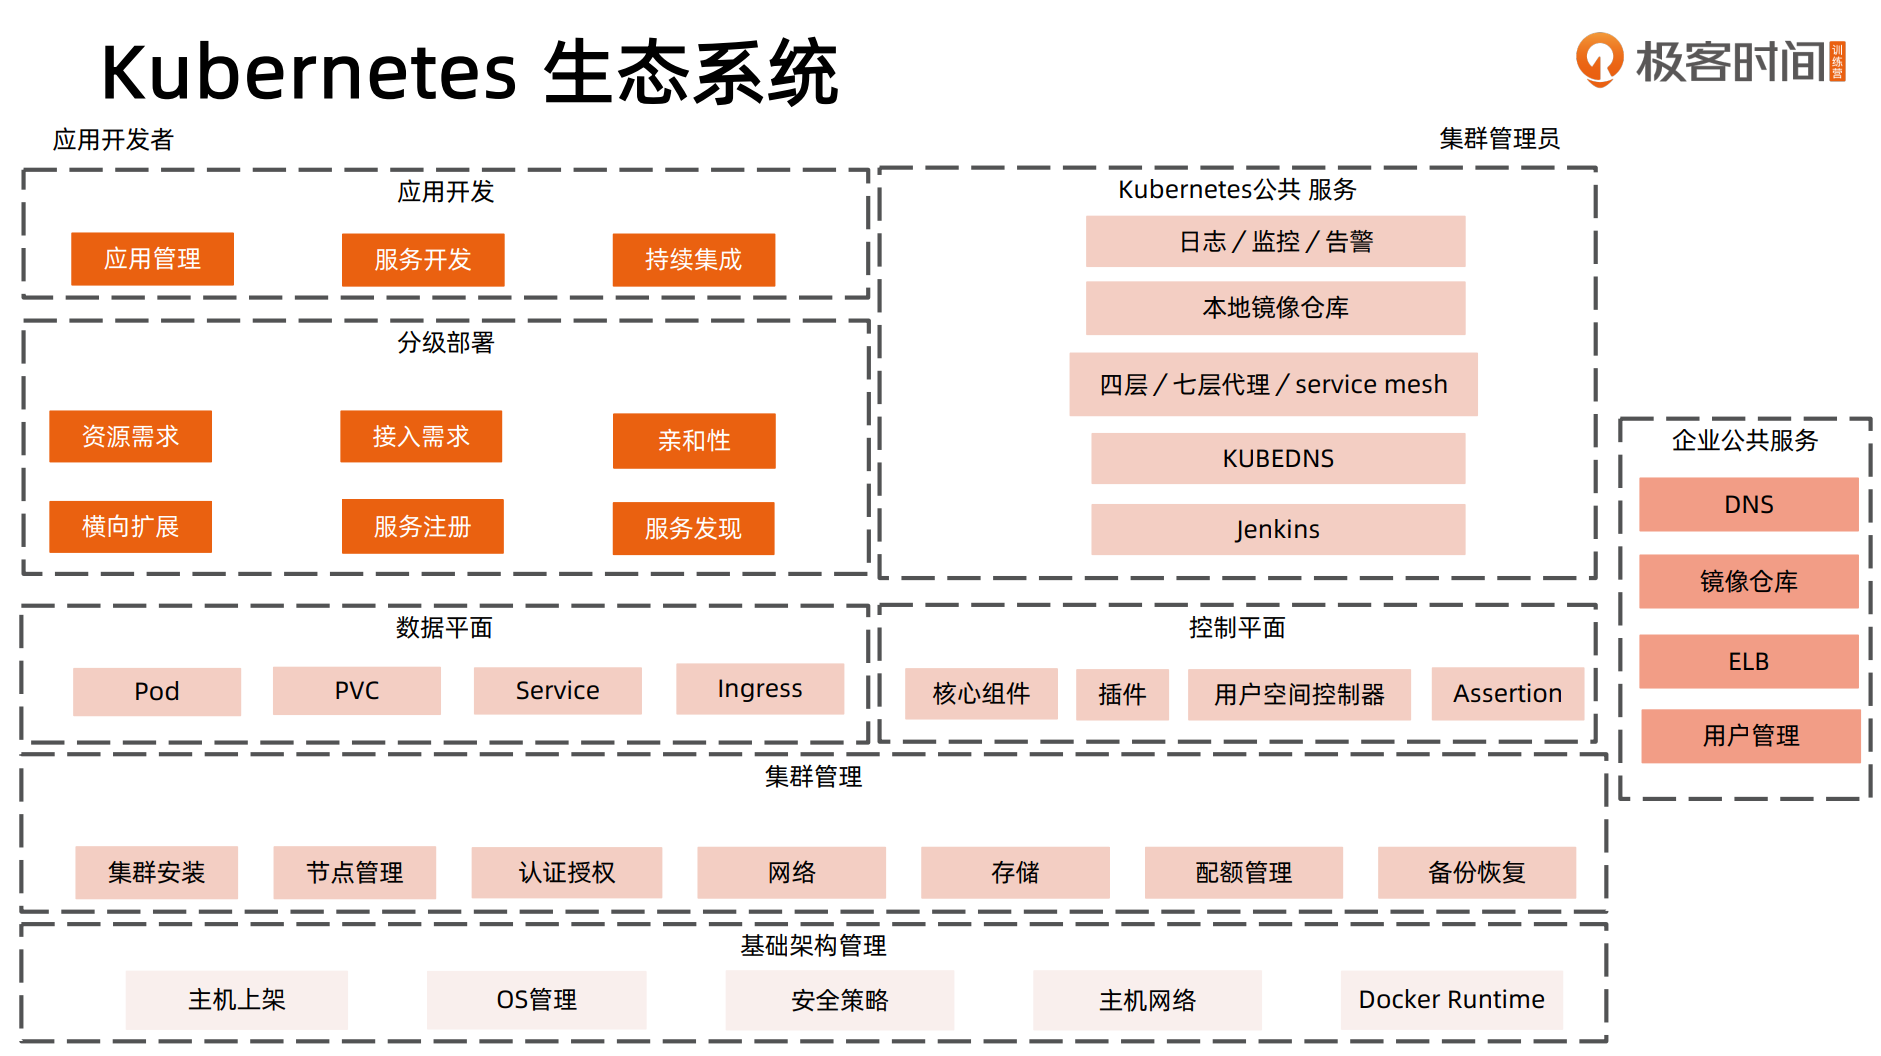 Kubernetes 生态系统
极客时间
训练营
应用开发者
集群管理员
应用开发
应用管理
服务开发
持续集成
分级部署
资源需求
接入需求
亲和性
横向扩展
服务注册
服务发现
Kubernetes公共 服务
日志 / 监控 / 告警
本地镜像仓库
四层 / 七层代理 / service mesh
KUBEDNS
Jenkins
企业公共服务
DNS
镜像仓库
ELB
用户管理
数据平面
Pod
PVC
Service
Ingress
控制平面
核心组件
插件
用户空间控制器
Assertion
集群管理
集群安装
节点管理
认证授权
网络
存储
配额管理
备份恢复
基础架构管理
主机上架
OS管理
安全策略
主机网络
Docker Runtime